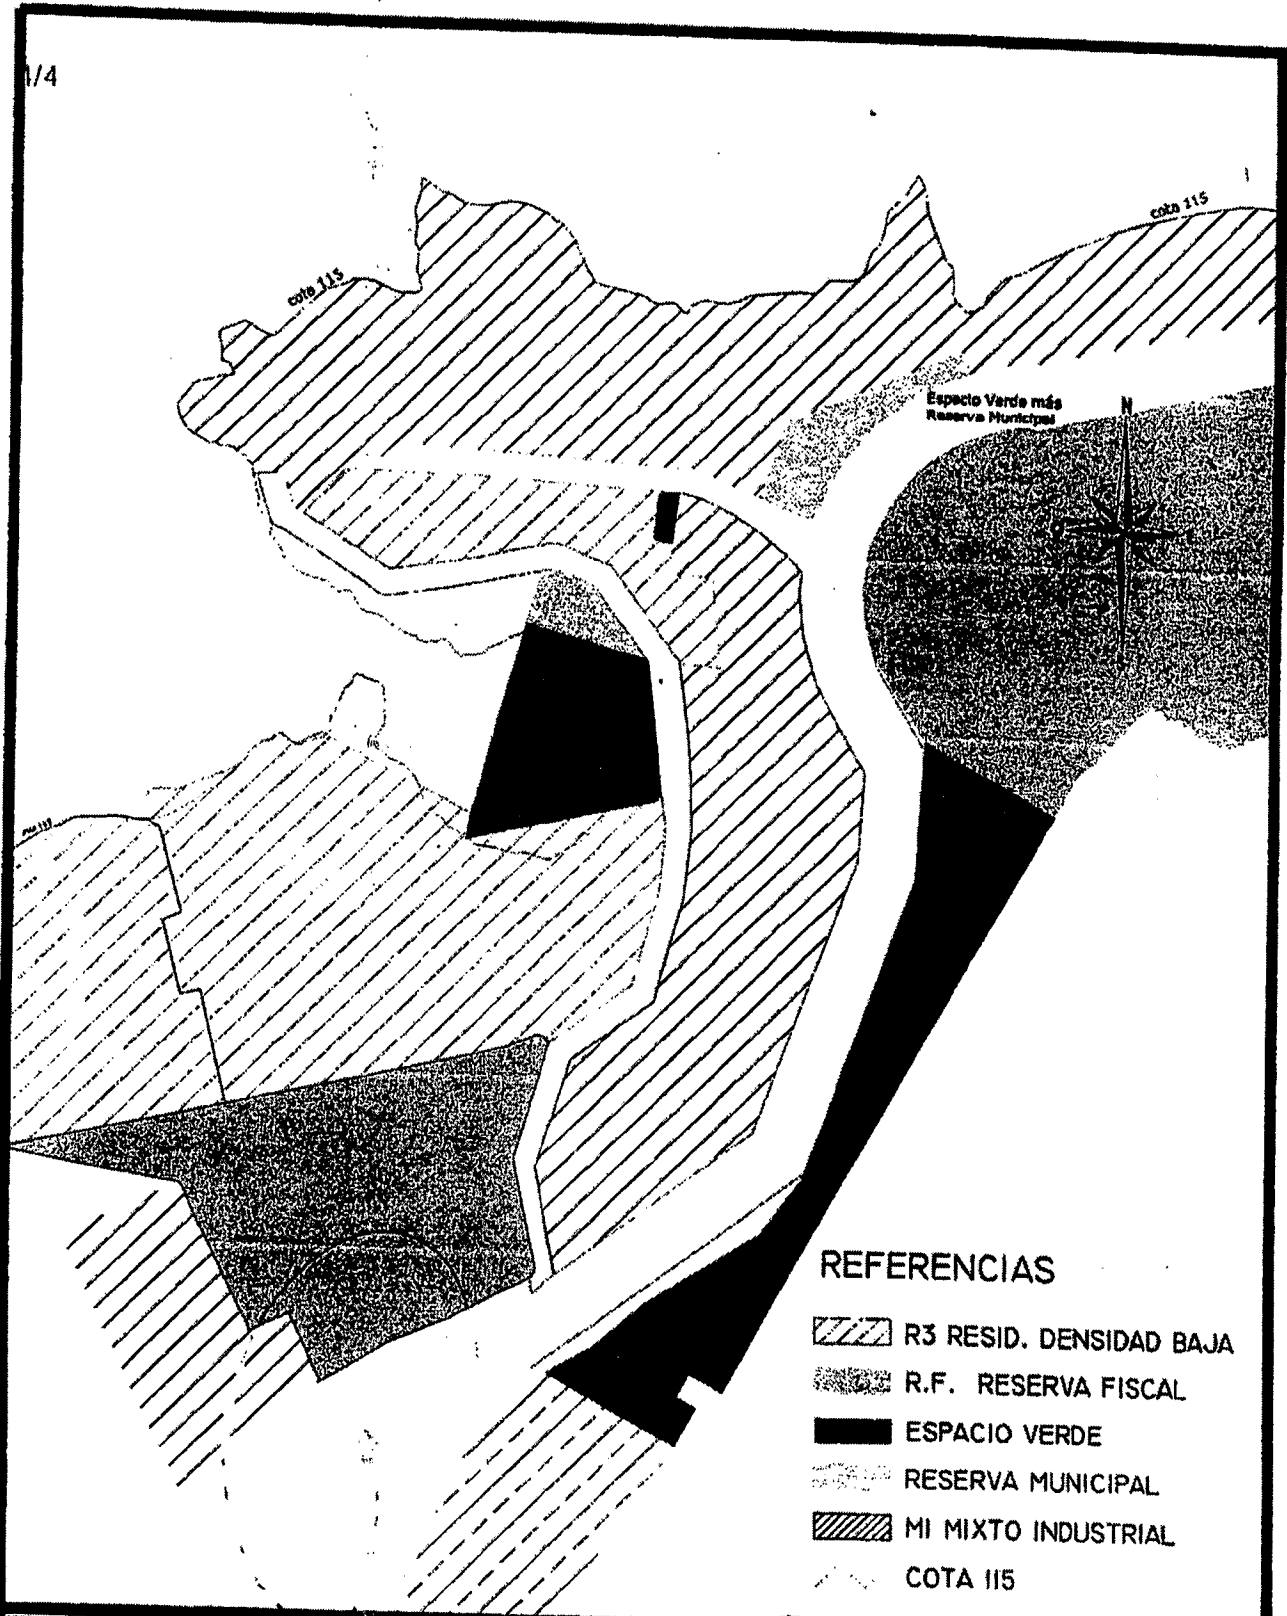 1/4
cota 115
cota 115
Espacio Verde más
Reserva Municipal
N
REFERENCIAS
R3 RESID. DENSIDAD BAJA
R.F. RESERVA FISCAL
ESPACIO VERDE
RESERVA MUNICIPAL
MI MIXTO INDUSTRIAL
COTA 115